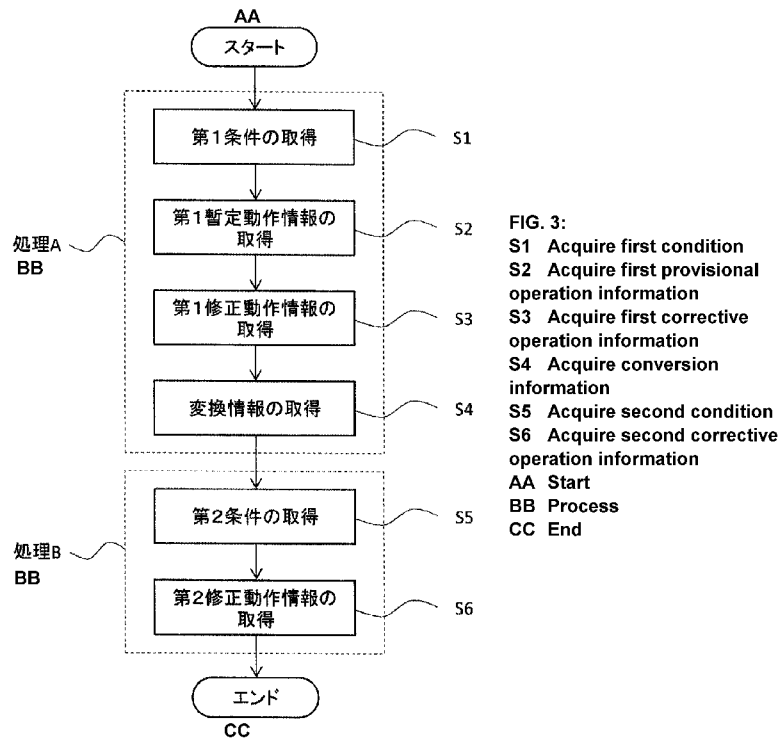 AA
スタート
第1条件の取得
S1
第1暫定動作情報の
取得
S2
処理A
BB
第1修正動作情報の
取得
S3
変換情報の取得
S4
第2条件の取得
S5
処理B
BB
第2修正動作情報の
取得
S6
エンド
CC
FIG. 3:
S1 Acquire first condition
S2 Acquire first provisional
operation information
S3 Acquire first corrective
operation information
S4 Acquire conversion
information
S5 Acquire second condition
S6 Acquire second corrective
operation information
AA Start
BB Process
CC End